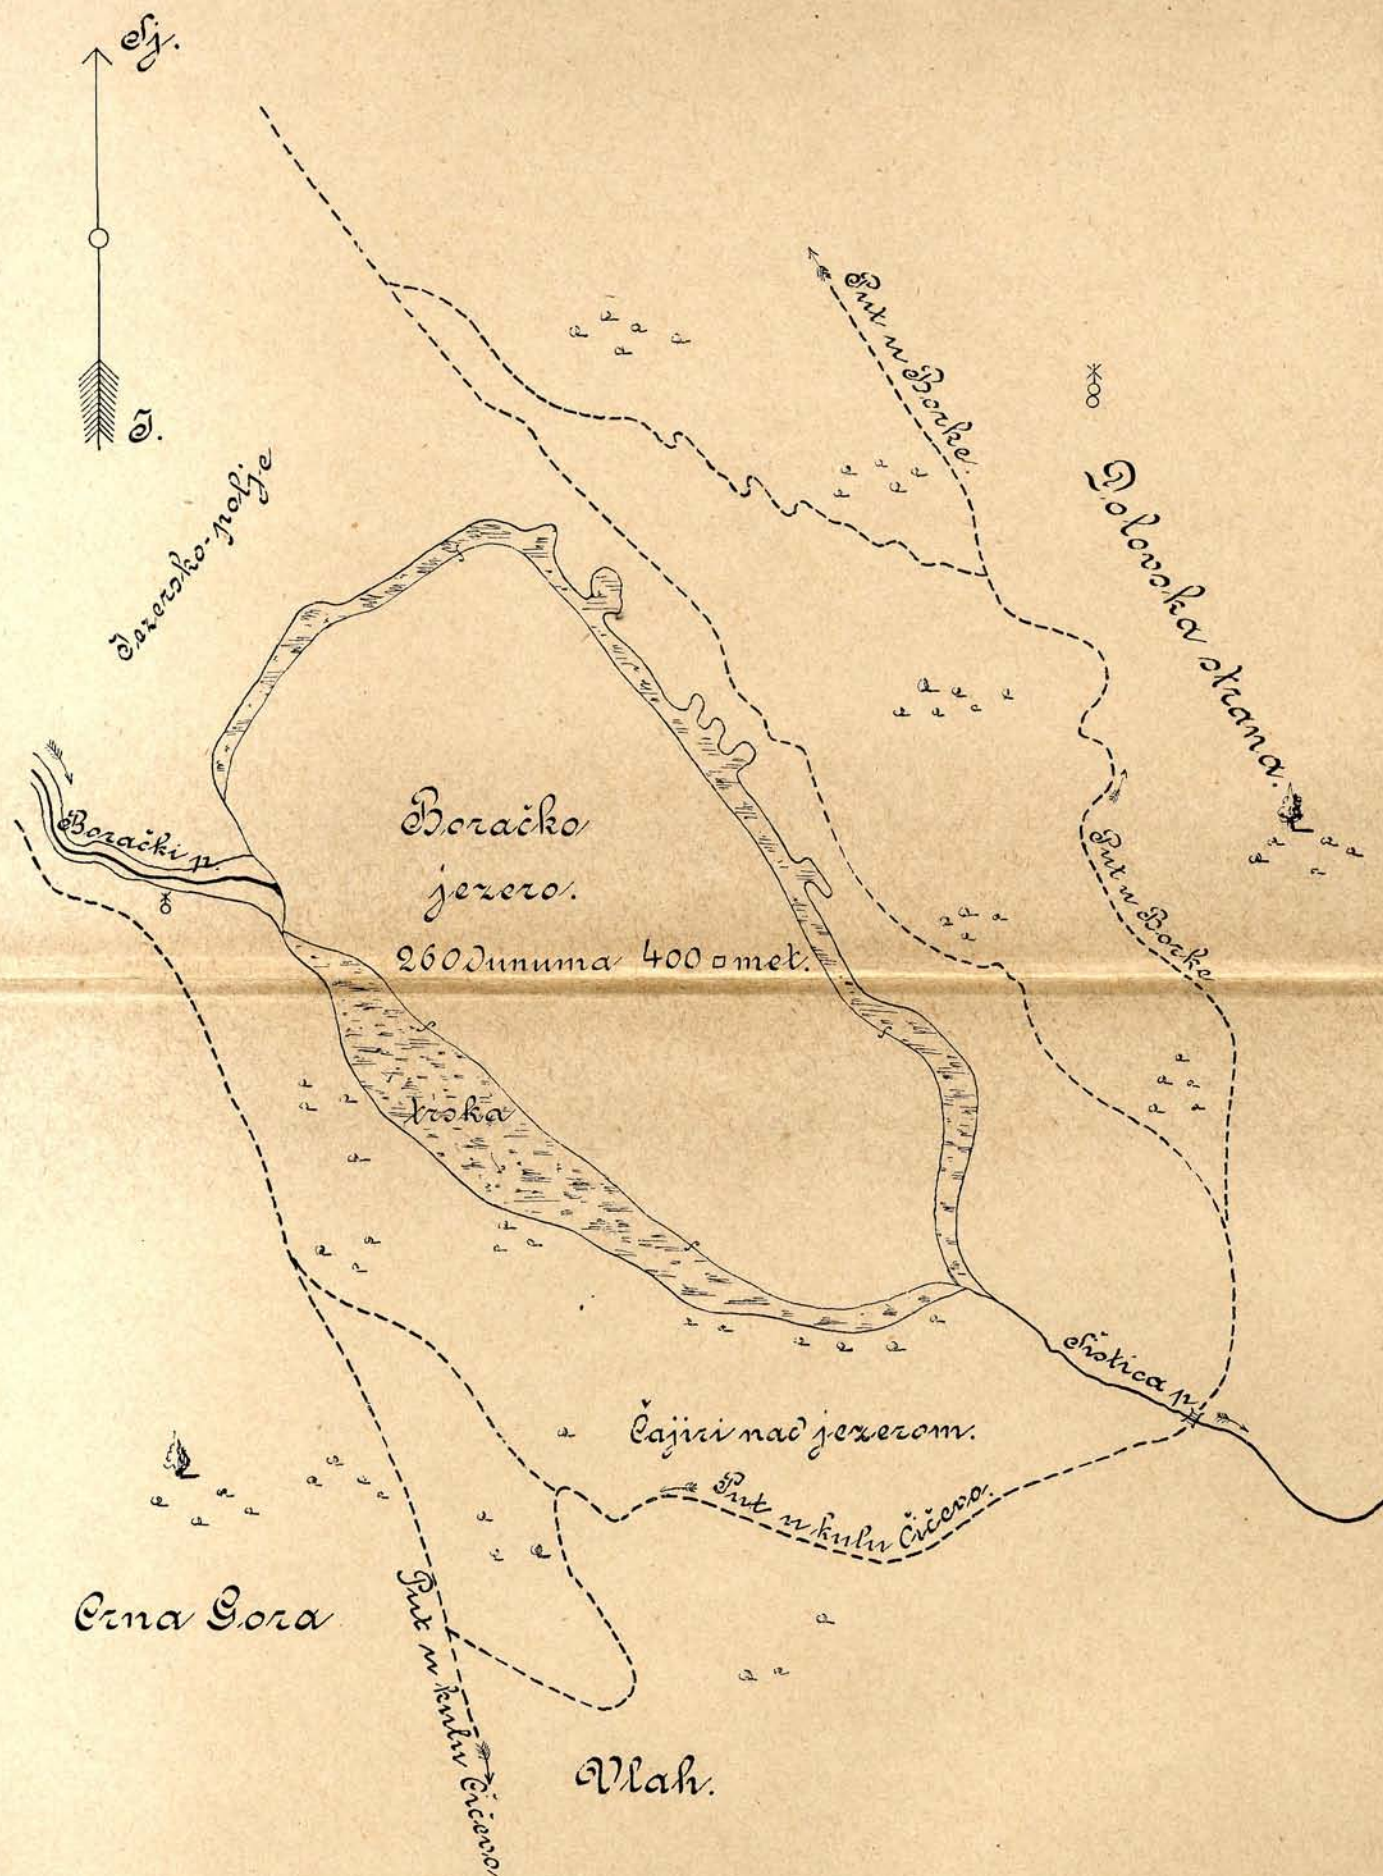 Sj.
J.
Put u Borke.
Jezersko-polje
Dolovska strana.
Borački p.
Boračko
jezero.
260 dunuma 400 □ met.
Put u Borke
trska
Šištica p.
Čajiri nad jezerom.
Put u kulu Čičevo.
Crna Gora
Put u kulu Čičevo
Vlah.